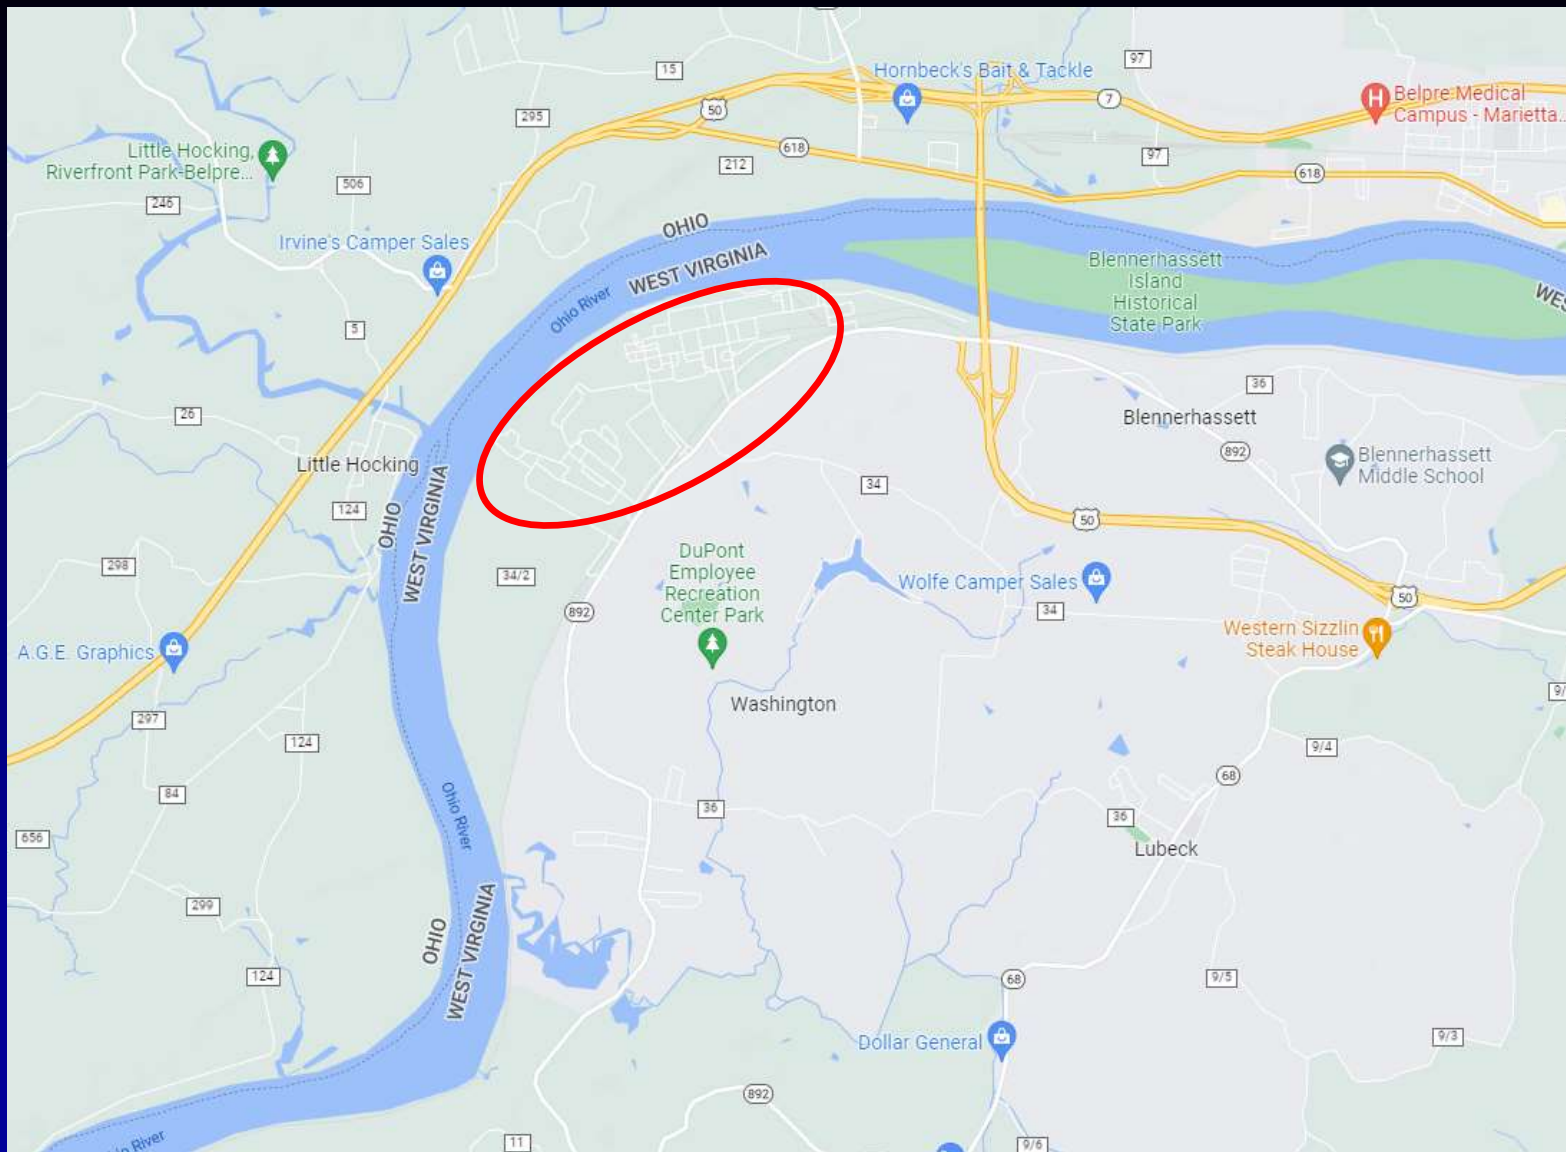 15
97
Hornbeck's Bait & Tackle
50
7
Belpre Medical
Campus - Marietta...
295
618
97
Little Hocking,
Riverfront Park-Belpre...
212
506
618
246
OHIO
Irvine's Camper Sales
WEST VIRGINIA
Blennerhassett
Island
Historical
State Park
Ohio River
5
36
26
Blennerhassett
892
Little Hocking
Blennerhassett
Middle School
34
124
OHIO
WEST VIRGINIA
50
298
34/2
DuPont
Employee
Recreation
Center Park
Wolfe Camper Sales
892
34
50
Western Sizzlin
Steak House
A.G.E. Graphics
Washington
297
124
9/4
68
84
Ohio River
36
36
656
Lubeck
299
OHIO
WEST VIRGINIA
124
68
9/5
Dollar General
9/3
892
11
9/6
River